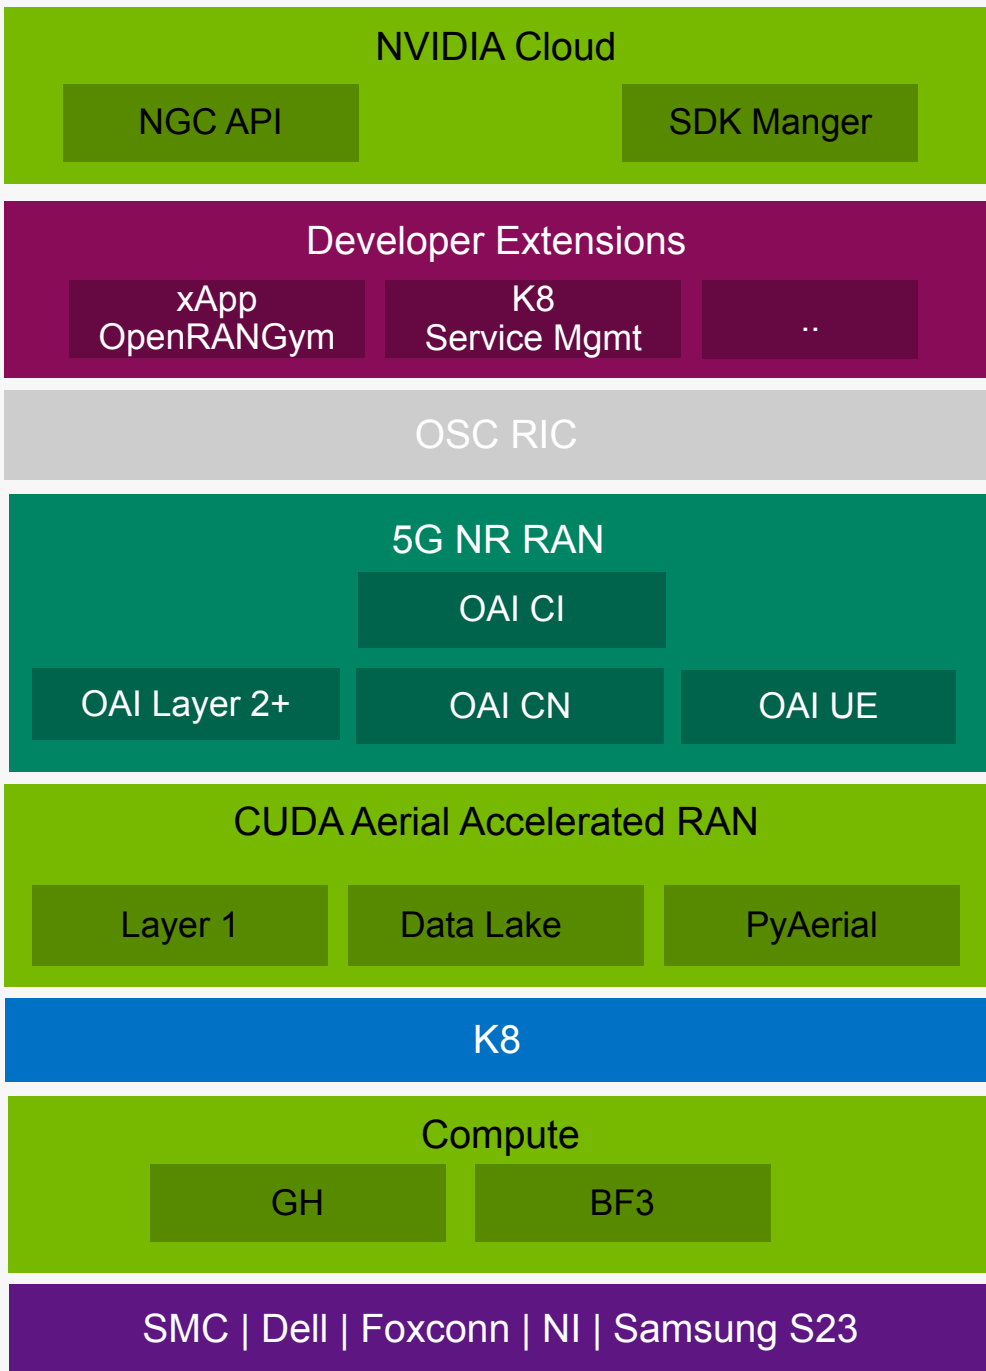 NVIDIA Cloud
NGC API
SDK Manger
Developer Extensions
xApp
OpenRANGym
K8
Service Mgmt
..
OSC RIC
5G NR RAN
OAI CI
OAI Layer 2+
OAI CN
OAI UE
CUDA Aerial Accelerated RAN
Layer 1
Data Lake
PyAerial
K8
Compute
GH
BF3
SMC | Dell | Foxconn | NI | Samsung S23